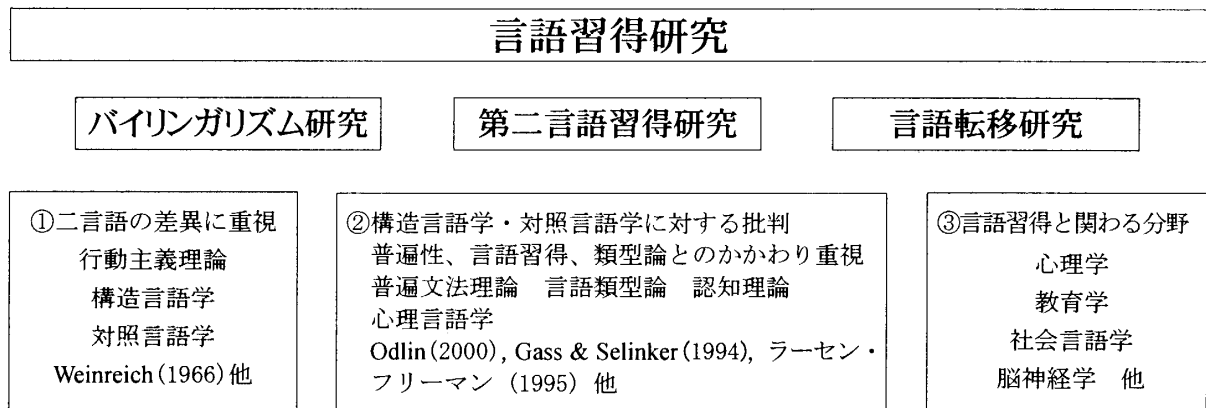 言語習得研究
バイリンガリズム研究
第二言語習得研究
言語転移研究
①二言語の差異に重視
行動主義理論
構造言語学
対照言語学
Weinreich(1966)他
②構造言語学・対照言語学に対する批判
普遍性、言語習得、類型論とのかかわり重視
普遍文法理論　言語類型論　認知理論
心理言語学
Odlin(2000), Gass & Selinker(1994), ラーセン・
フリーマン (1995) 他
③言語習得と関わる分野
心理学
教育学
社会言語学
脳神経学　他